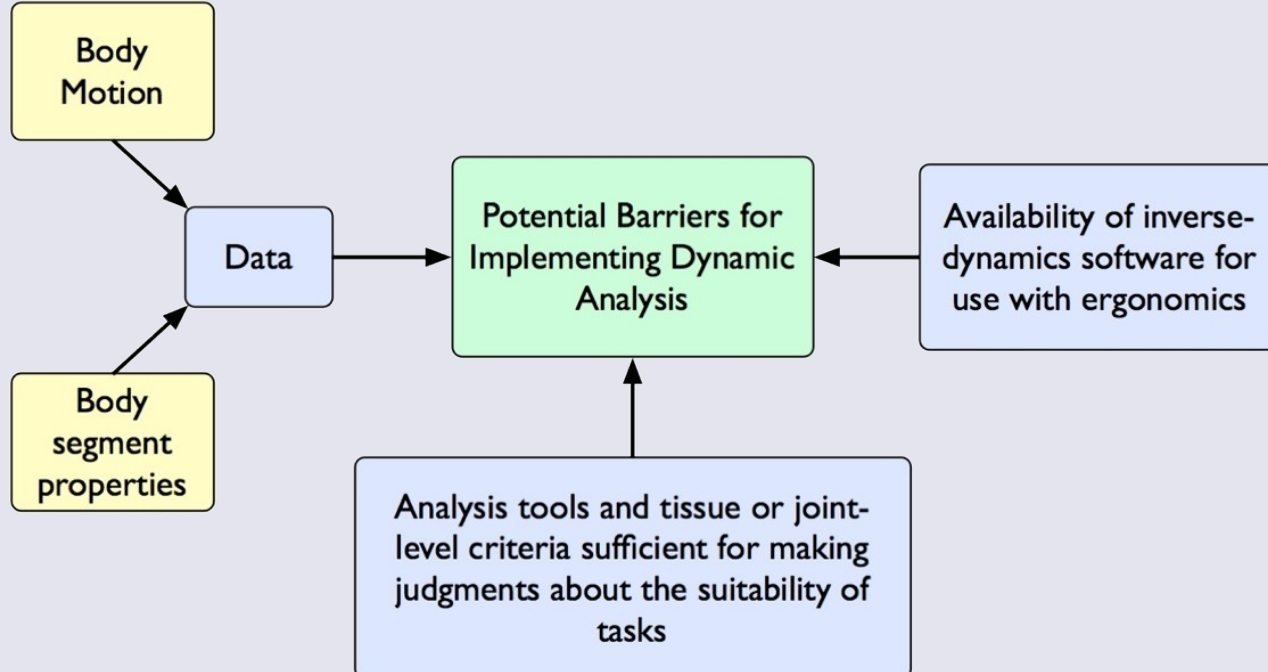 Body
Motion
Data
Potential Barriers for
Implementing Dynamic
Analysis
Availability of inverse-
dynamics software for
use with ergonomics
Body
segment
properties
Analysis tools and tissue or joint-
level criteria sufficient for making
judgments about the suitability of
tasks